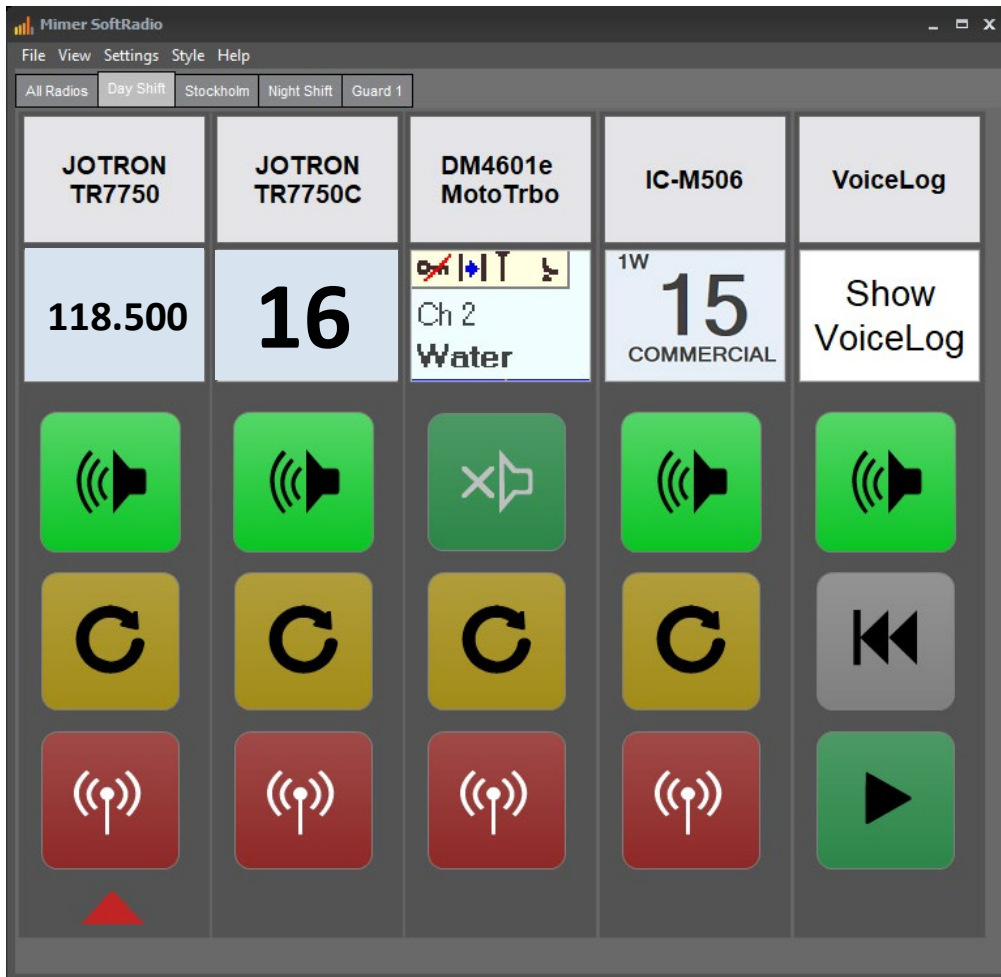 Mimer SoftRadio
File View Settings Style Help
All Radios Day Shift Stockholm Night Shift Guard 1
JOTRON
TR7750
JOTRON
TR7750C
DM4601e
MotoTrbo
IC-M506
VoiceLog
118.500
16
Ch 2
Water
1W
15
COMMERCIAL
Show
VoiceLog